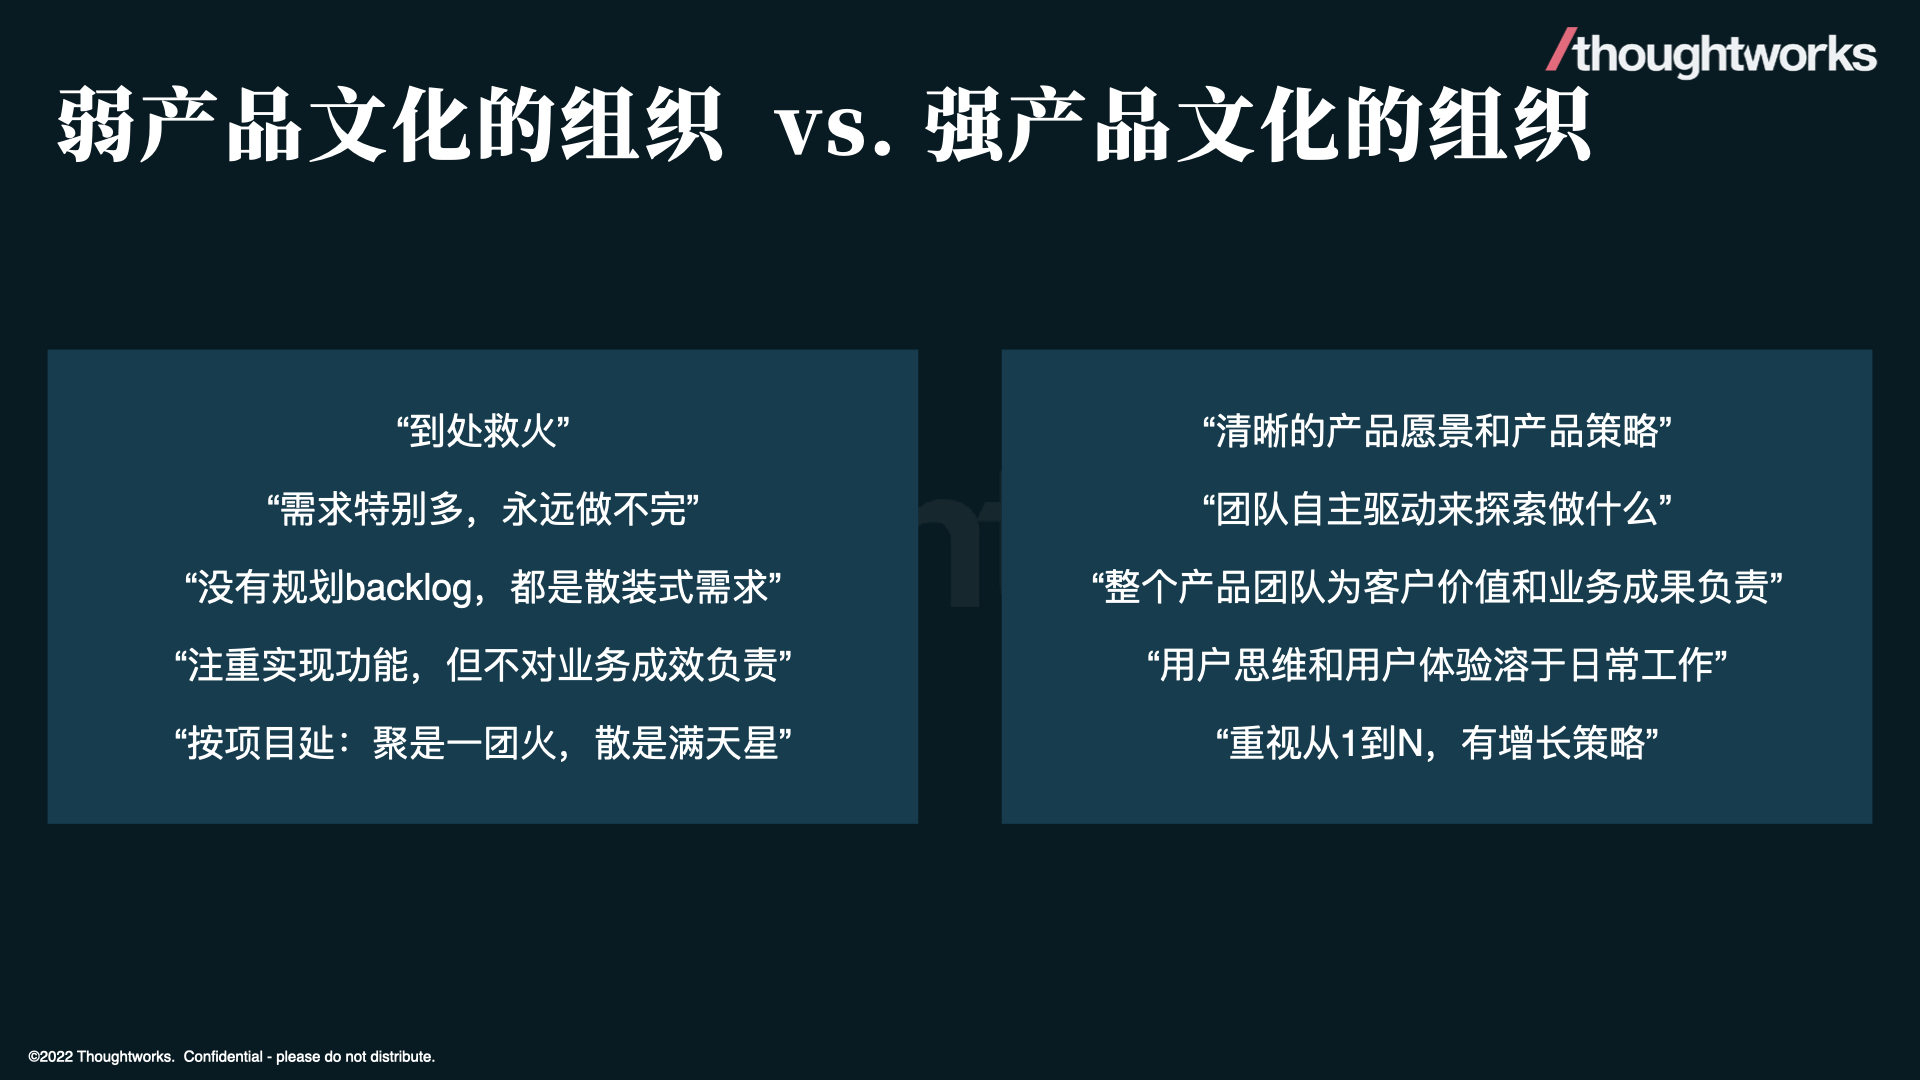 /thoughtworks
弱产品文化的组织 vs. 强产品文化的组织
“到处救火”
“需求特别多，永远做不完”
“没有规划backlog，都是散装式需求”
“注重实现功能，但不对业务成效负责”
“按项目延：聚是一团火，散是满天星”
“清晰的产品愿景和产品策略”
“团队自主驱动来探索做什么”
“整个产品团队为客户价值和业务成果负责”
“用户思维和用户体验溶于日常工作”
“重视从1到N，有增长策略”
©2022 Thoughtworks. Confidential - please do not distribute.